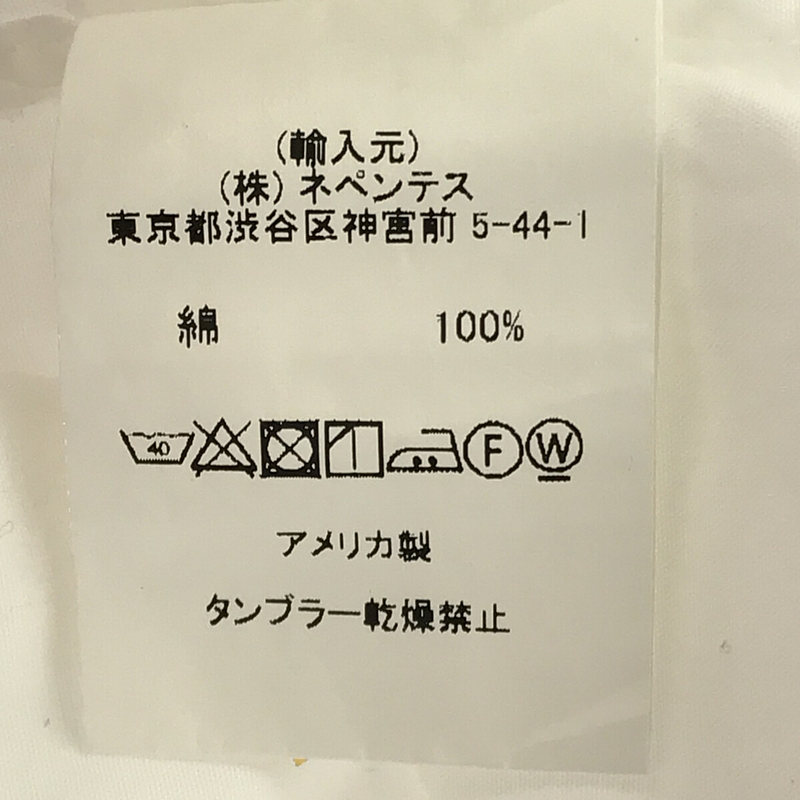 (輸入元)
(株)ネペンテス
東京都渋谷区神宮前 5-44-1
綿 100%
40 F W
アメリカ製
タンブラー乾燥禁止